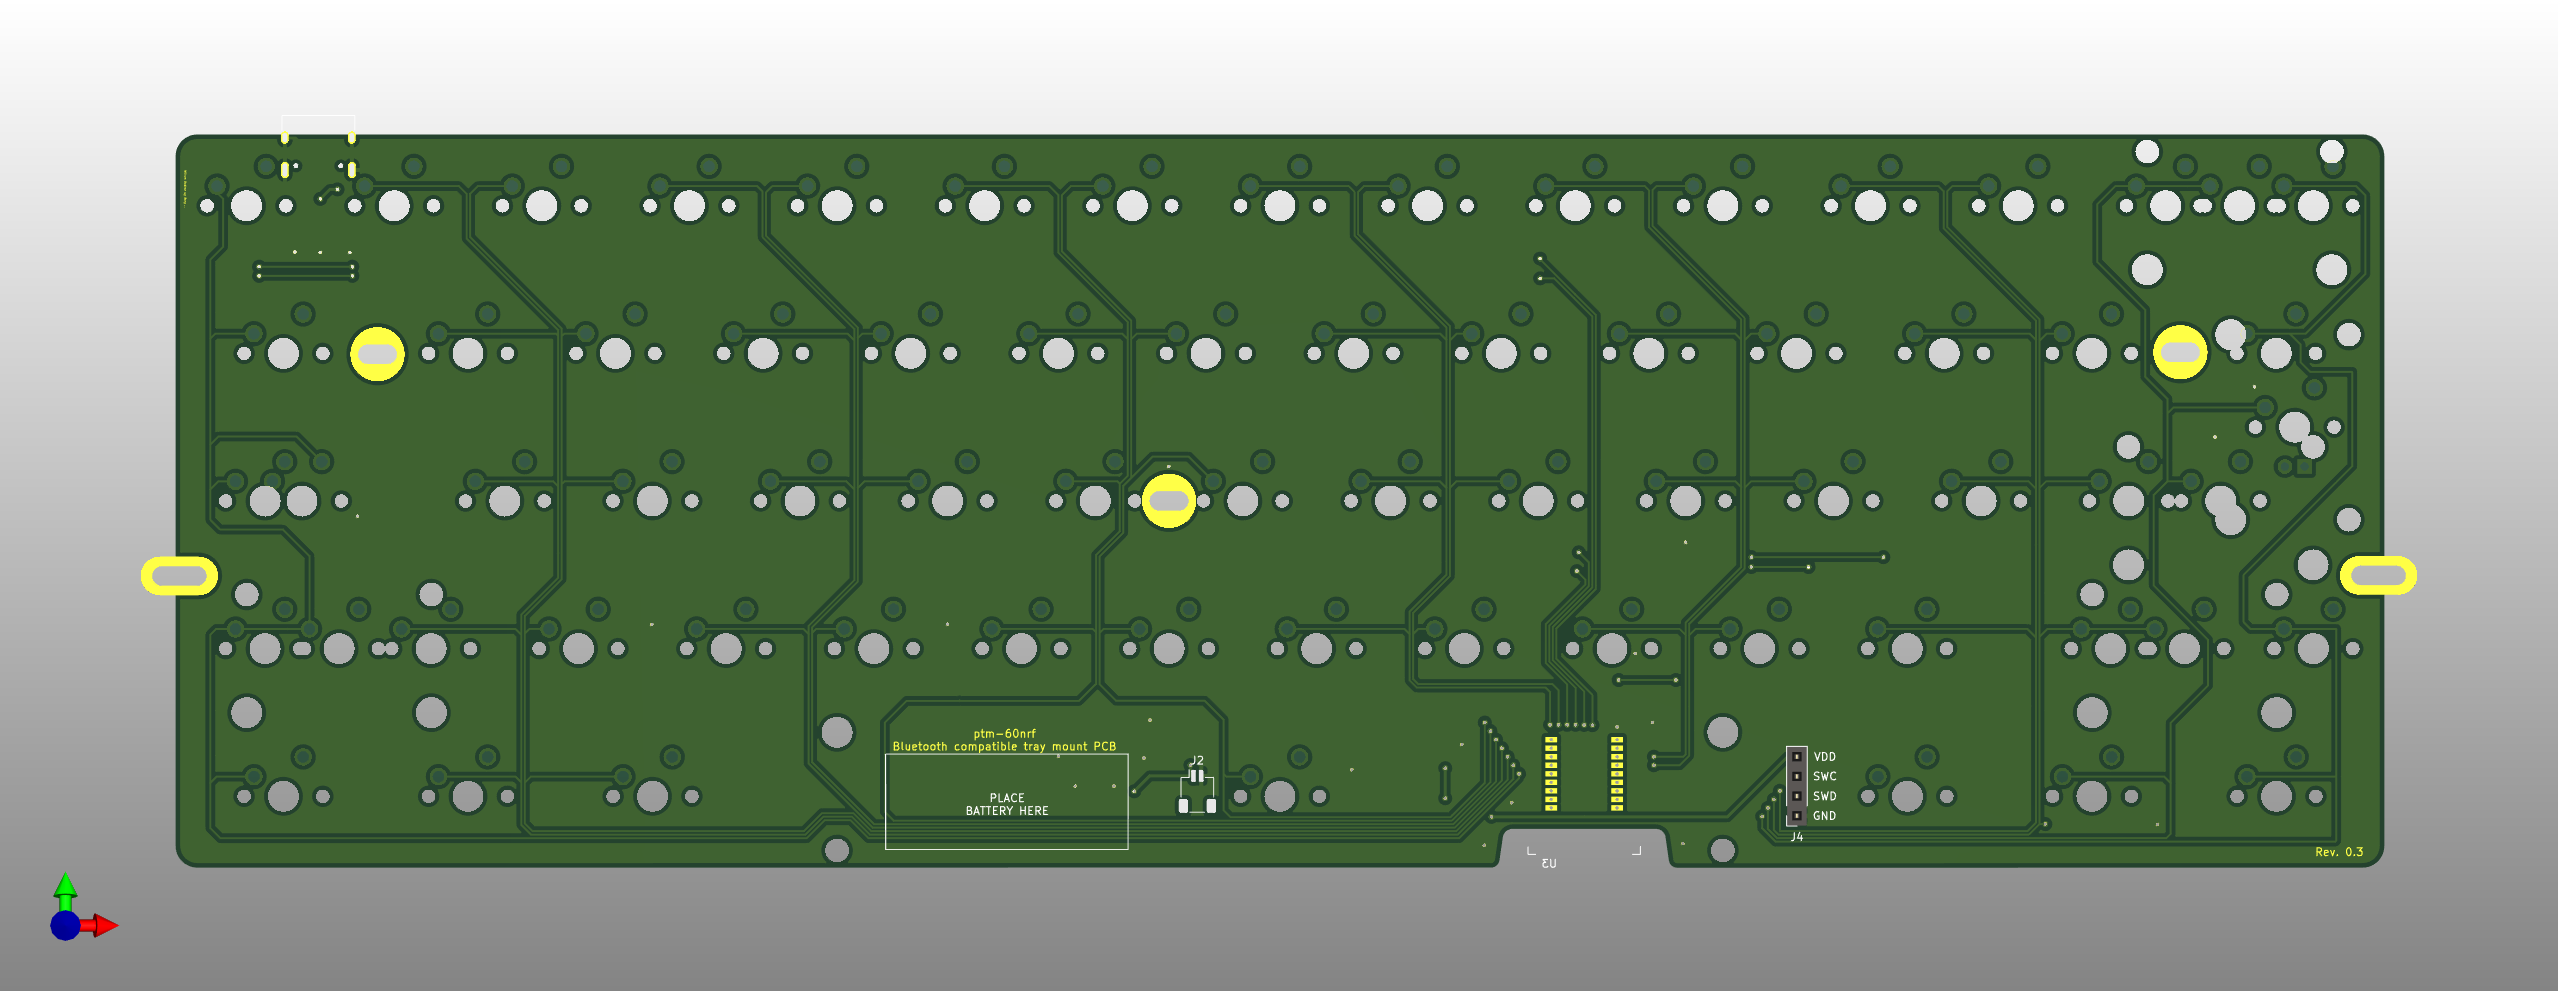 ptm-60nrf
Bluetooth compatible tray mount PCB
PLACE
BATTERY HERE
J2
VDD
SWC
SWD
GND
J4
U3
Rev. 0.3